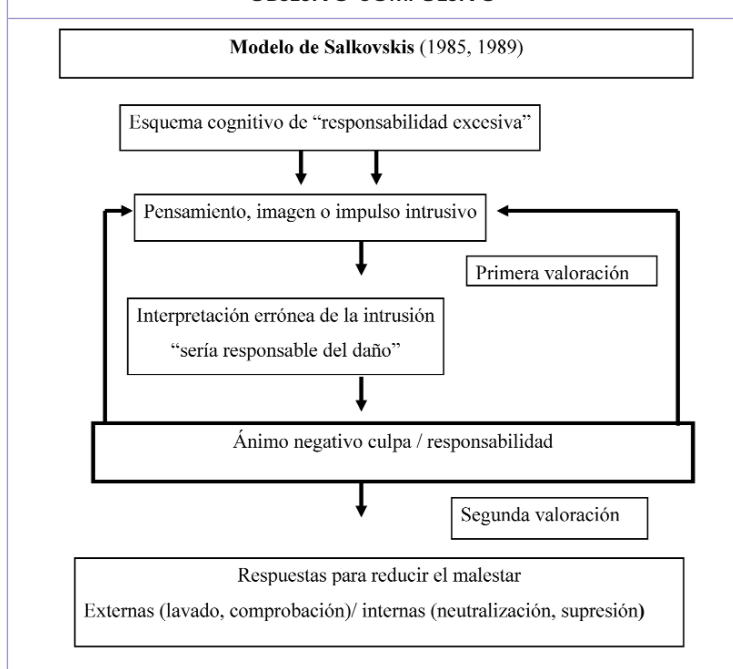 Modelo de Salkovskis (1985, 1989)
Esquema cognitivo de “responsabilidad excesiva”
Pensamiento, imagen o impulso intrusivo
Primera valoración
Interpretación errónea de la intrusión
“sería responsable del daño”
Ánimo negativo culpa / responsabilidad
Segunda valoración
Respuestas para reducir el malestar
Externas (lavado, comprobación)/ internas (neutralización, supresión)